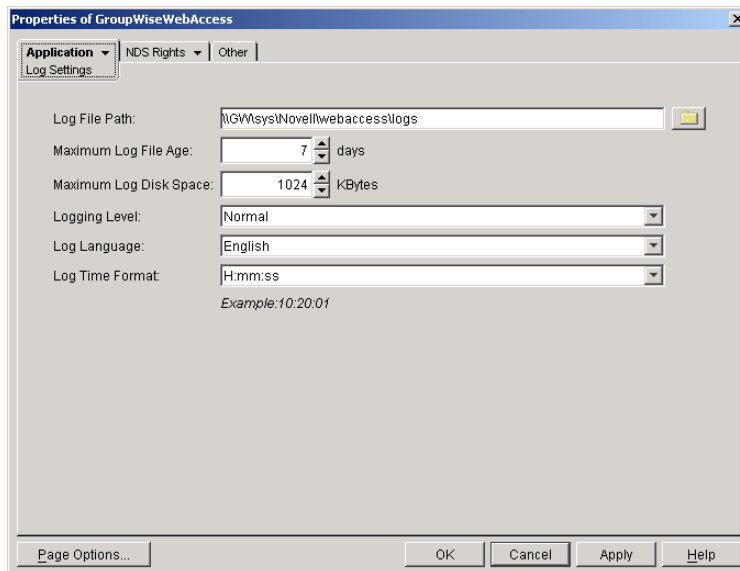 Properties of GroupWiseWebAccess
Application NDS Rights Other
Log Settings
Log File Path: \\GW\sys\Novell\webaccess\logs
Maximum Log File Age: 7 days
Maximum Log Disk Space: 1024 KBytes
Logging Level: Normal
Log Language: English
Log Time Format: H:mm:ss
Example:10:20:01
Page Options... OK Cancel Apply Help